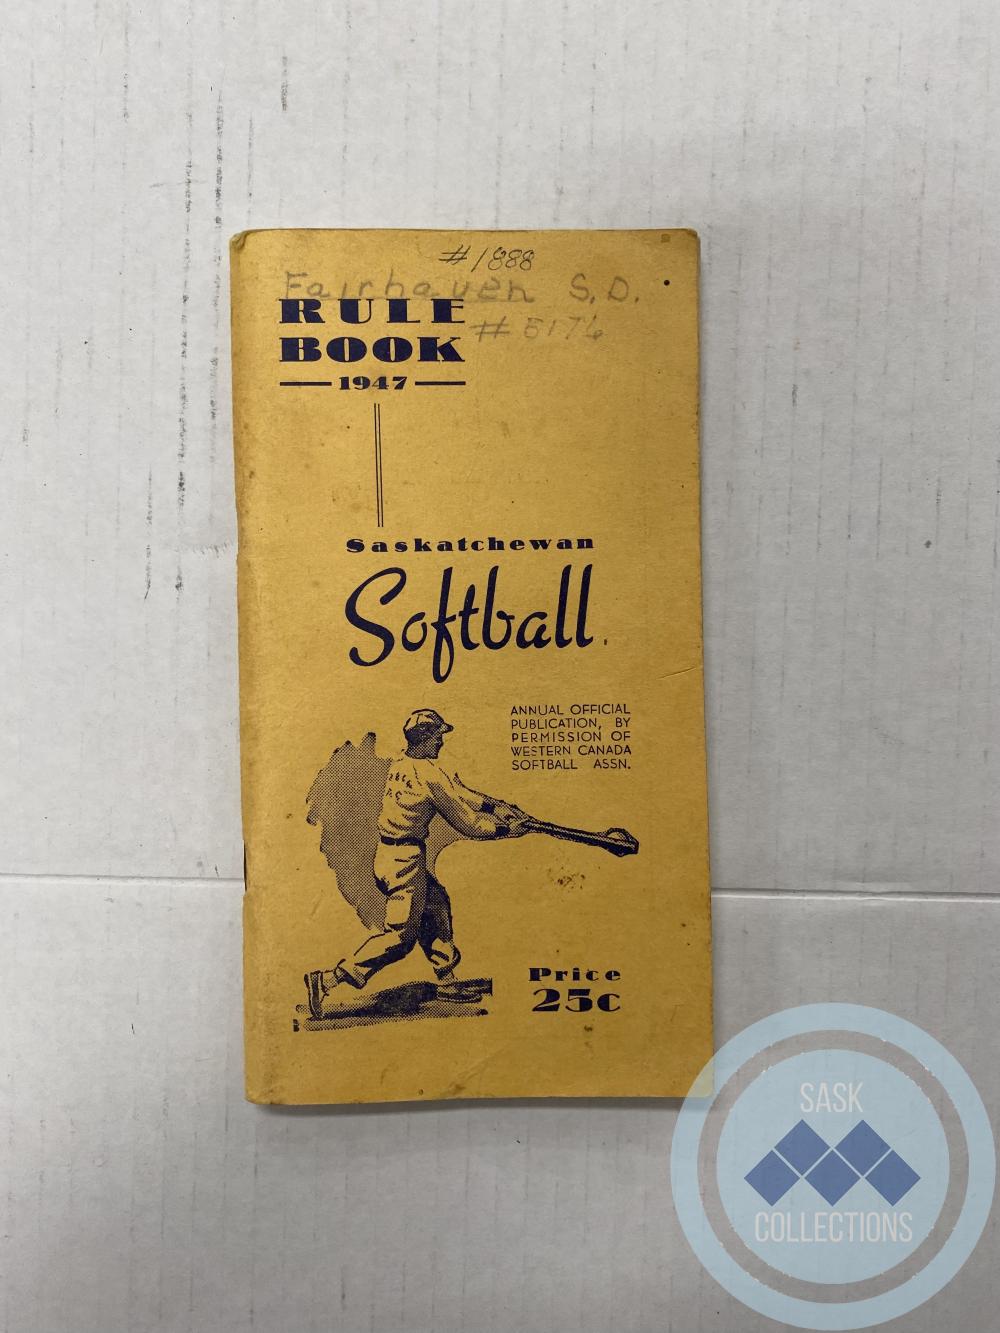 #1888
Fairhaven S.D.
#5176
RULE
BOOK
1947
Saskatchewan
Softball
ANNUAL OFFICIAL
PUBLICATION, BY
PERMISSION OF
WESTERN CANADA
SOFTBALL ASSN.
Price
25c
SASK
COLLECTIONS